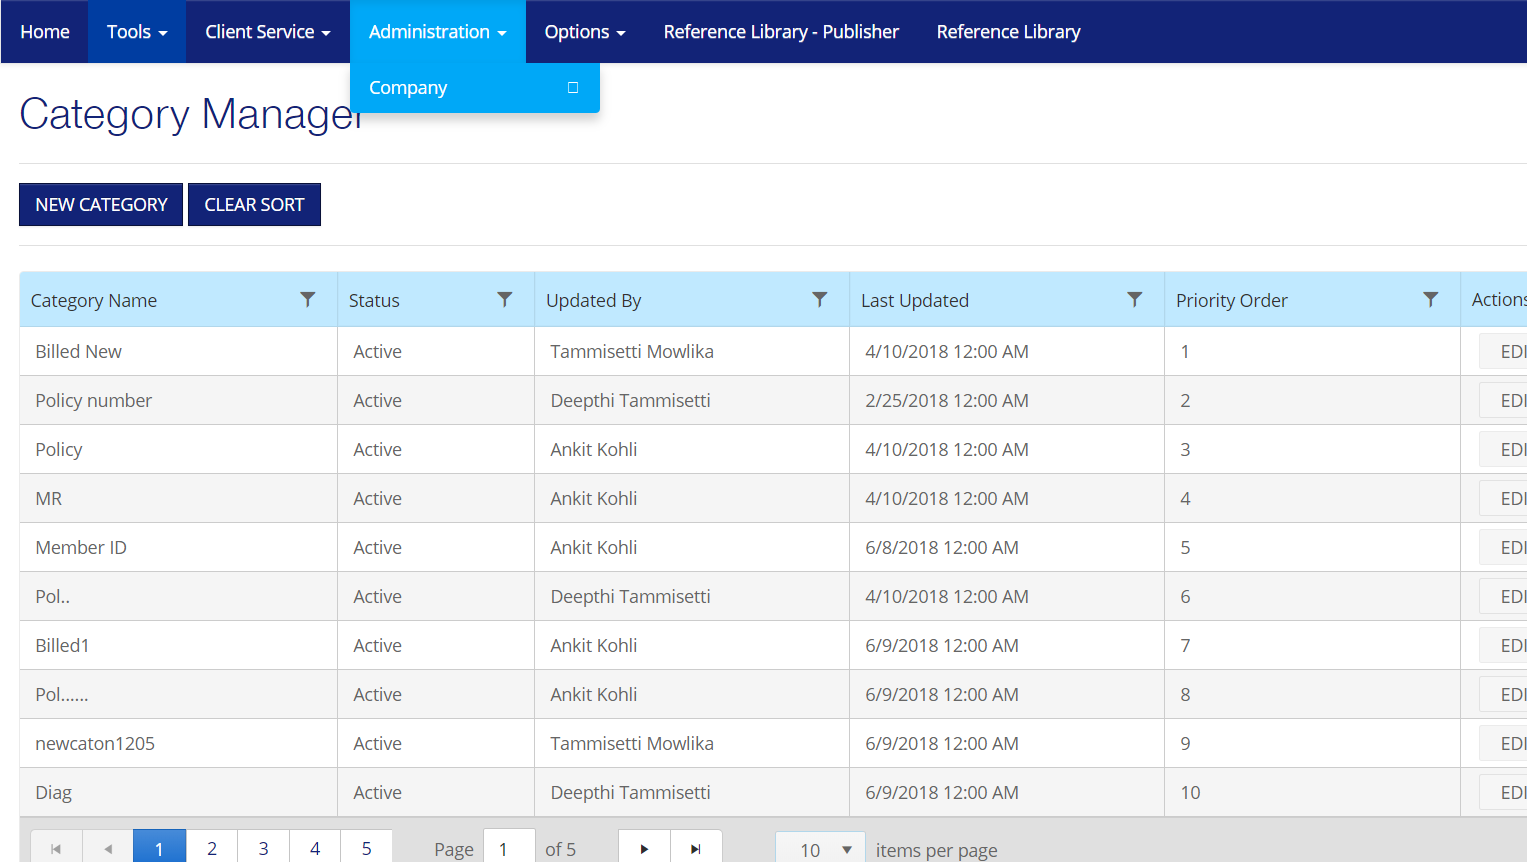 Home Tools Client Service Administration Options Reference Library - Publisher Reference Library
Company
Category Manager
NEW CATEGORY CLEAR SORT
Category Name Status Updated By Last Updated Priority Order Actions
Billed New Active Tammisetti Mowlika 4/10/2018 12:00 AM 1 EDI
Policy number Active Deepthi Tammisetti 2/25/2018 12:00 AM 2 EDI
Policy Active Ankit Kohli 4/10/2018 12:00 AM 3 EDI
MR Active Ankit Kohli 4/10/2018 12:00 AM 4 EDI
Member ID Active Ankit Kohli 6/8/2018 12:00 AM 5 EDI
Pol.. Active Deepthi Tammisetti 4/10/2018 12:00 AM 6 EDI
Billed1 Active Ankit Kohli 6/9/2018 12:00 AM 7 EDI
Pol...... Active Ankit Kohli 6/9/2018 12:00 AM 8 EDI
newcaton1205 Active Tammisetti Mowlika 6/9/2018 12:00 AM 9 EDI
Diag Active Deepthi Tammisetti 6/9/2018 12:00 AM 10 EDI
1 2 3 4 5 Page 1 of 5 10 items per page